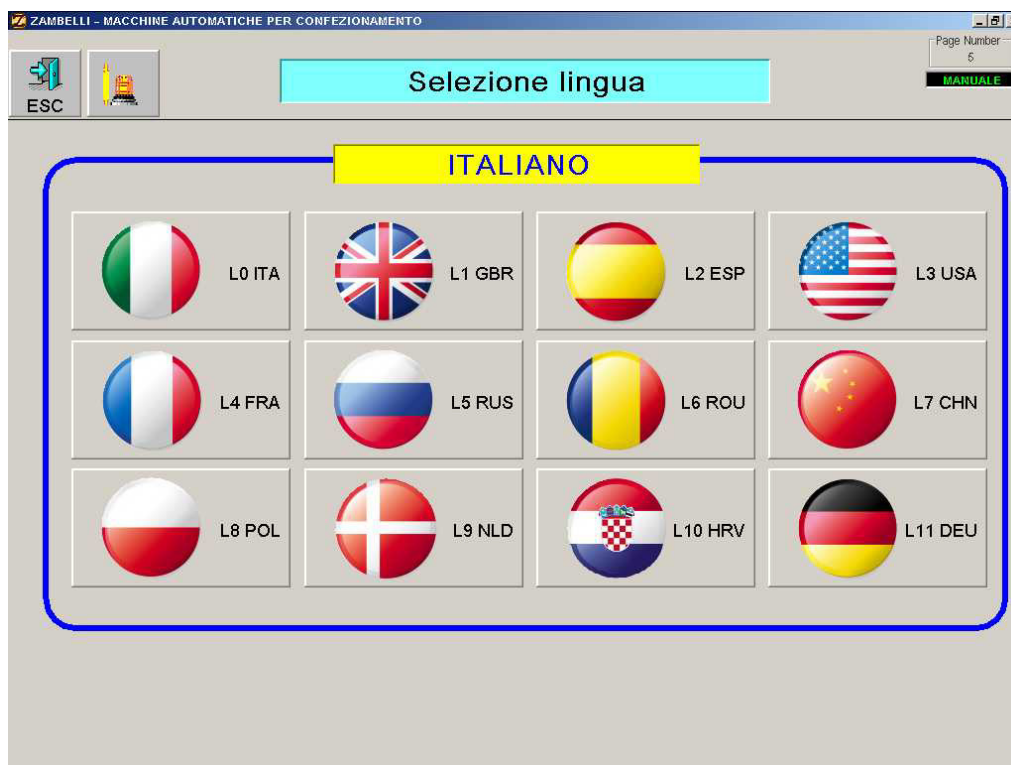 ZAMBELLI - MACCHINE AUTOMATICHE PER CONFEZIONAMENTO
Page Number
5
MANUALE
ESC
Selezione lingua
ITALIANO
L0 ITA
L1 GBR
L2 ESP
L3 USA
L4 FRA
L5 RUS
L6 ROU
L7 CHN
L8 POL
L9 NLD
L10 HRV
L11 DEU